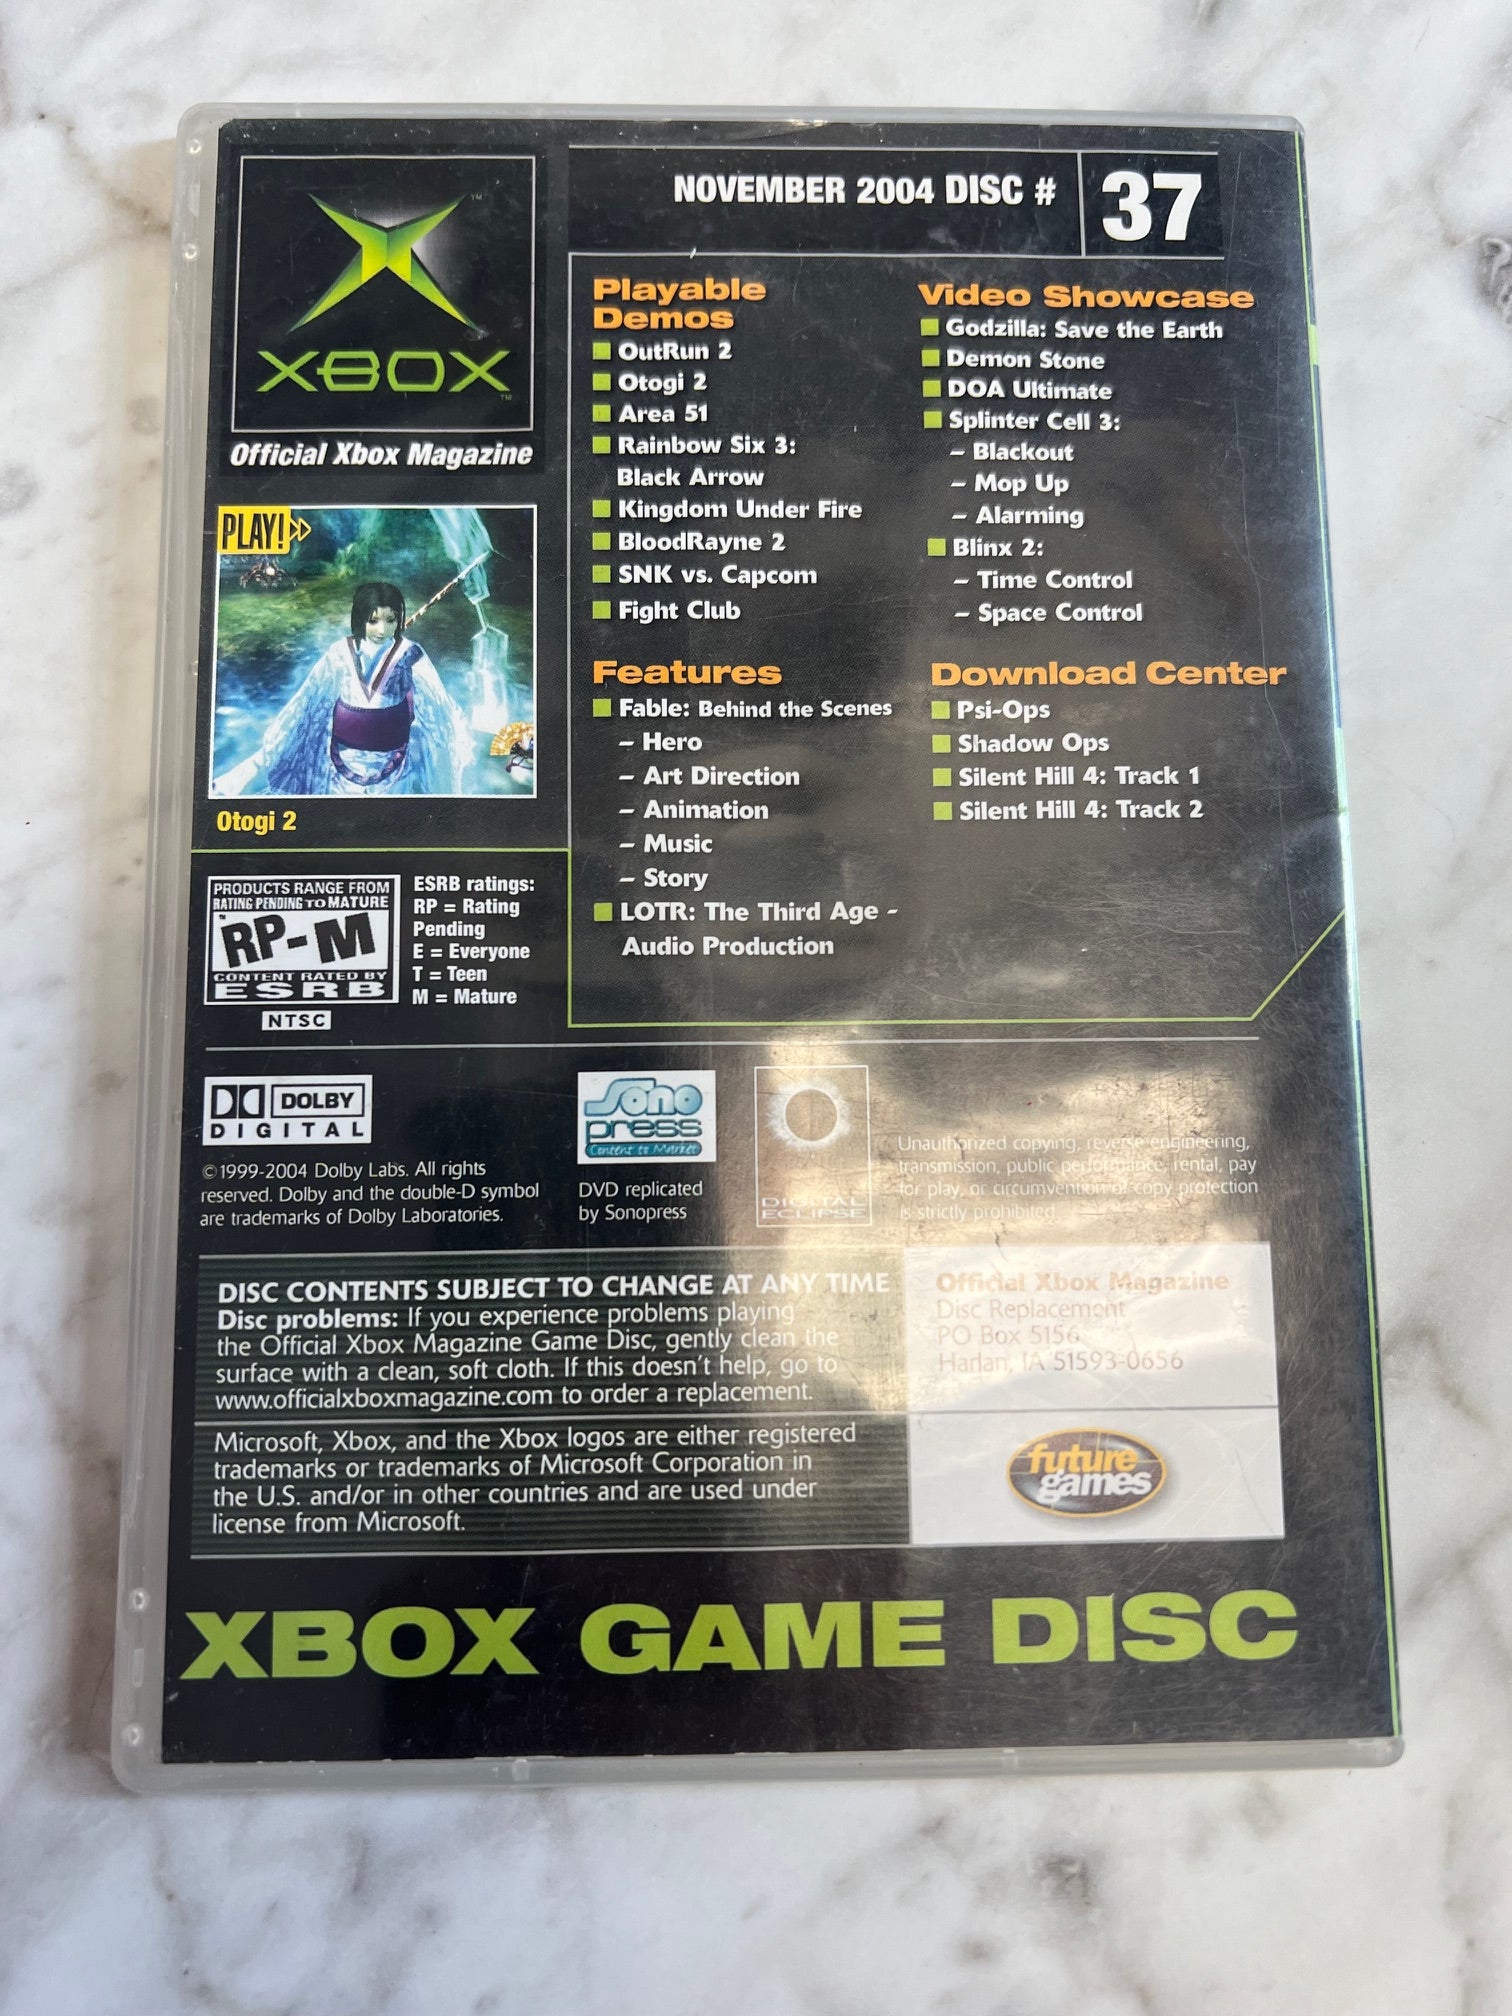 NOVEMBER 2004 DISC # 37
XBOX™
Official Xbox Magazine
PLAY!
Otogi 2
Playable
Demos
OutRun 2
Otogi 2
Area 51
Rainbow Six 3:
Black Arrow
Kingdom Under Fire
BloodRayne 2
SNK vs. Capcom
Fight Club
Features
Fable: Behind the Scenes
– Hero
– Art Direction
– Animation
– Music
– Story
LOTR: The Third Age -
Audio Production
Video Showcase
Godzilla: Save the Earth
Demon Stone
DOA Ultimate
Splinter Cell 3:
– Blackout
– Mop Up
– Alarming
Blinx 2:
– Time Control
– Space Control
Download Center
Psi-Ops
Shadow Ops
Silent Hill 4: Track 1
Silent Hill 4: Track 2
PRODUCTS RANGE FROM
RATING PENDING TO MATURE
RP-M
CONTENT RATED BY
ESRB
NTSC
ESRB ratings:
RP = Rating
Pending
E = Everyone
T = Teen
M = Mature
DOLBY
DIGITAL
©1999-2004 Dolby Labs. All rights
reserved. Dolby and the double-D symbol
are trademarks of Dolby Laboratories.
Sono
press
Content to Market
DVD replicated
by Sonopress
DIGITAL
ECLIPSE
Unauthorized copying, reverse engineering,
transmission, public performance, rental, pay
for play, or circumvention of copy protection
is strictly prohibited.
DISC CONTENTS SUBJECT TO CHANGE AT ANY TIME
Disc problems: If you experience problems playing
the Official Xbox Magazine Game Disc, gently clean the
surface with a clean, soft cloth. If this doesn't help, go to
www.officialxboxmagazine.com to order a replacement.
Official Xbox Magazine
Disc Replacement
PO Box 5156
Harlan, IA 51593-0656
Microsoft, Xbox, and the Xbox logos are either registered
trademarks or trademarks of Microsoft Corporation in
the U.S. and/or in other countries and are used under
license from Microsoft.
future
games
XBOX GAME DISC